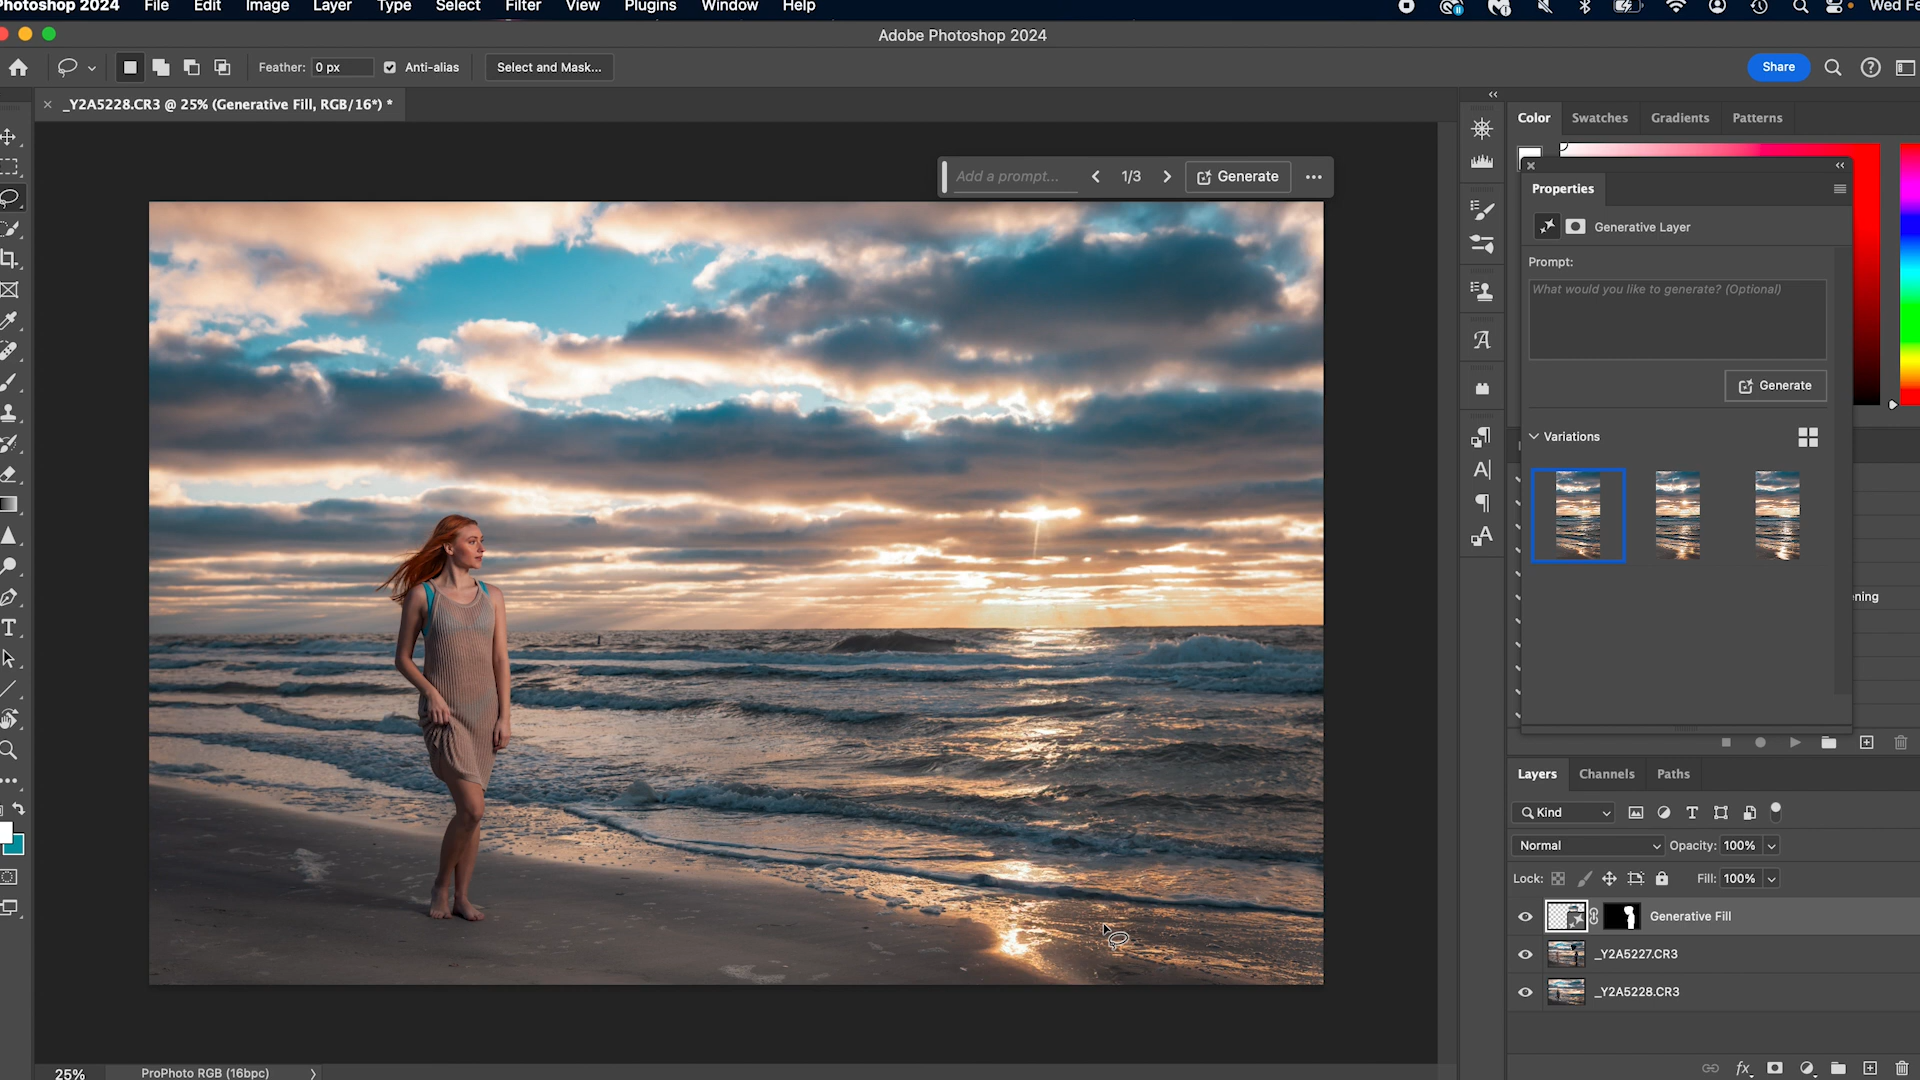 Photoshop 2024 File Edit Image Layer Type Select Filter View Plugins Window Help Wed Fe
Adobe Photoshop 2024
Feather: 0 px Anti-alias Select and Mask... Share
_Y2A5228.CR3 @ 25% (Generative Fill, RGB/16*) *
Color Swatches Gradients Patterns
Add a prompt... 1/3 Generate
Properties
Generative Layer
Prompt:
What would you like to generate? (Optional)
Generate
Variations
ening
Layers Channels Paths
Kind
Normal Opacity: 100%
Lock: Fill: 100%
Generative Fill
_Y2A5227.CR3
_Y2A5228.CR3
25% ProPhoto RGB (16bpc)